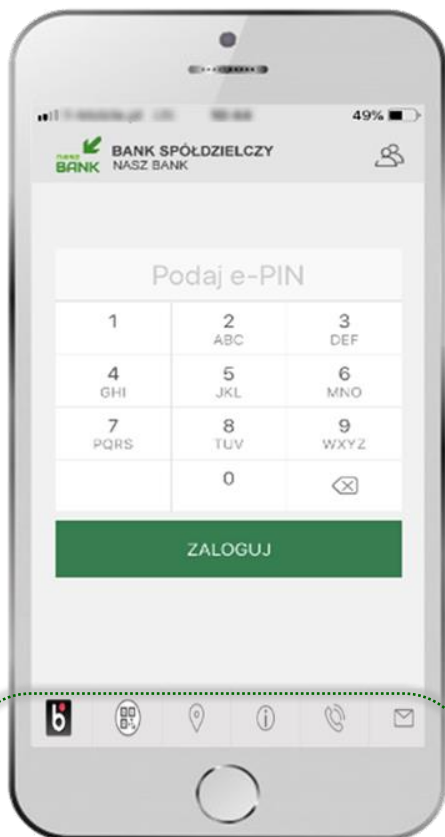 49%
nasz BANK BANK SPÓŁDZIELCZY
NASZ BANK
Podaj e-PIN
1 2 3
ABC DEF
4 5 6
GHI JKL MNO
7 8 9
PQRS TUV WXYZ
0
ZALOGUJ
b i